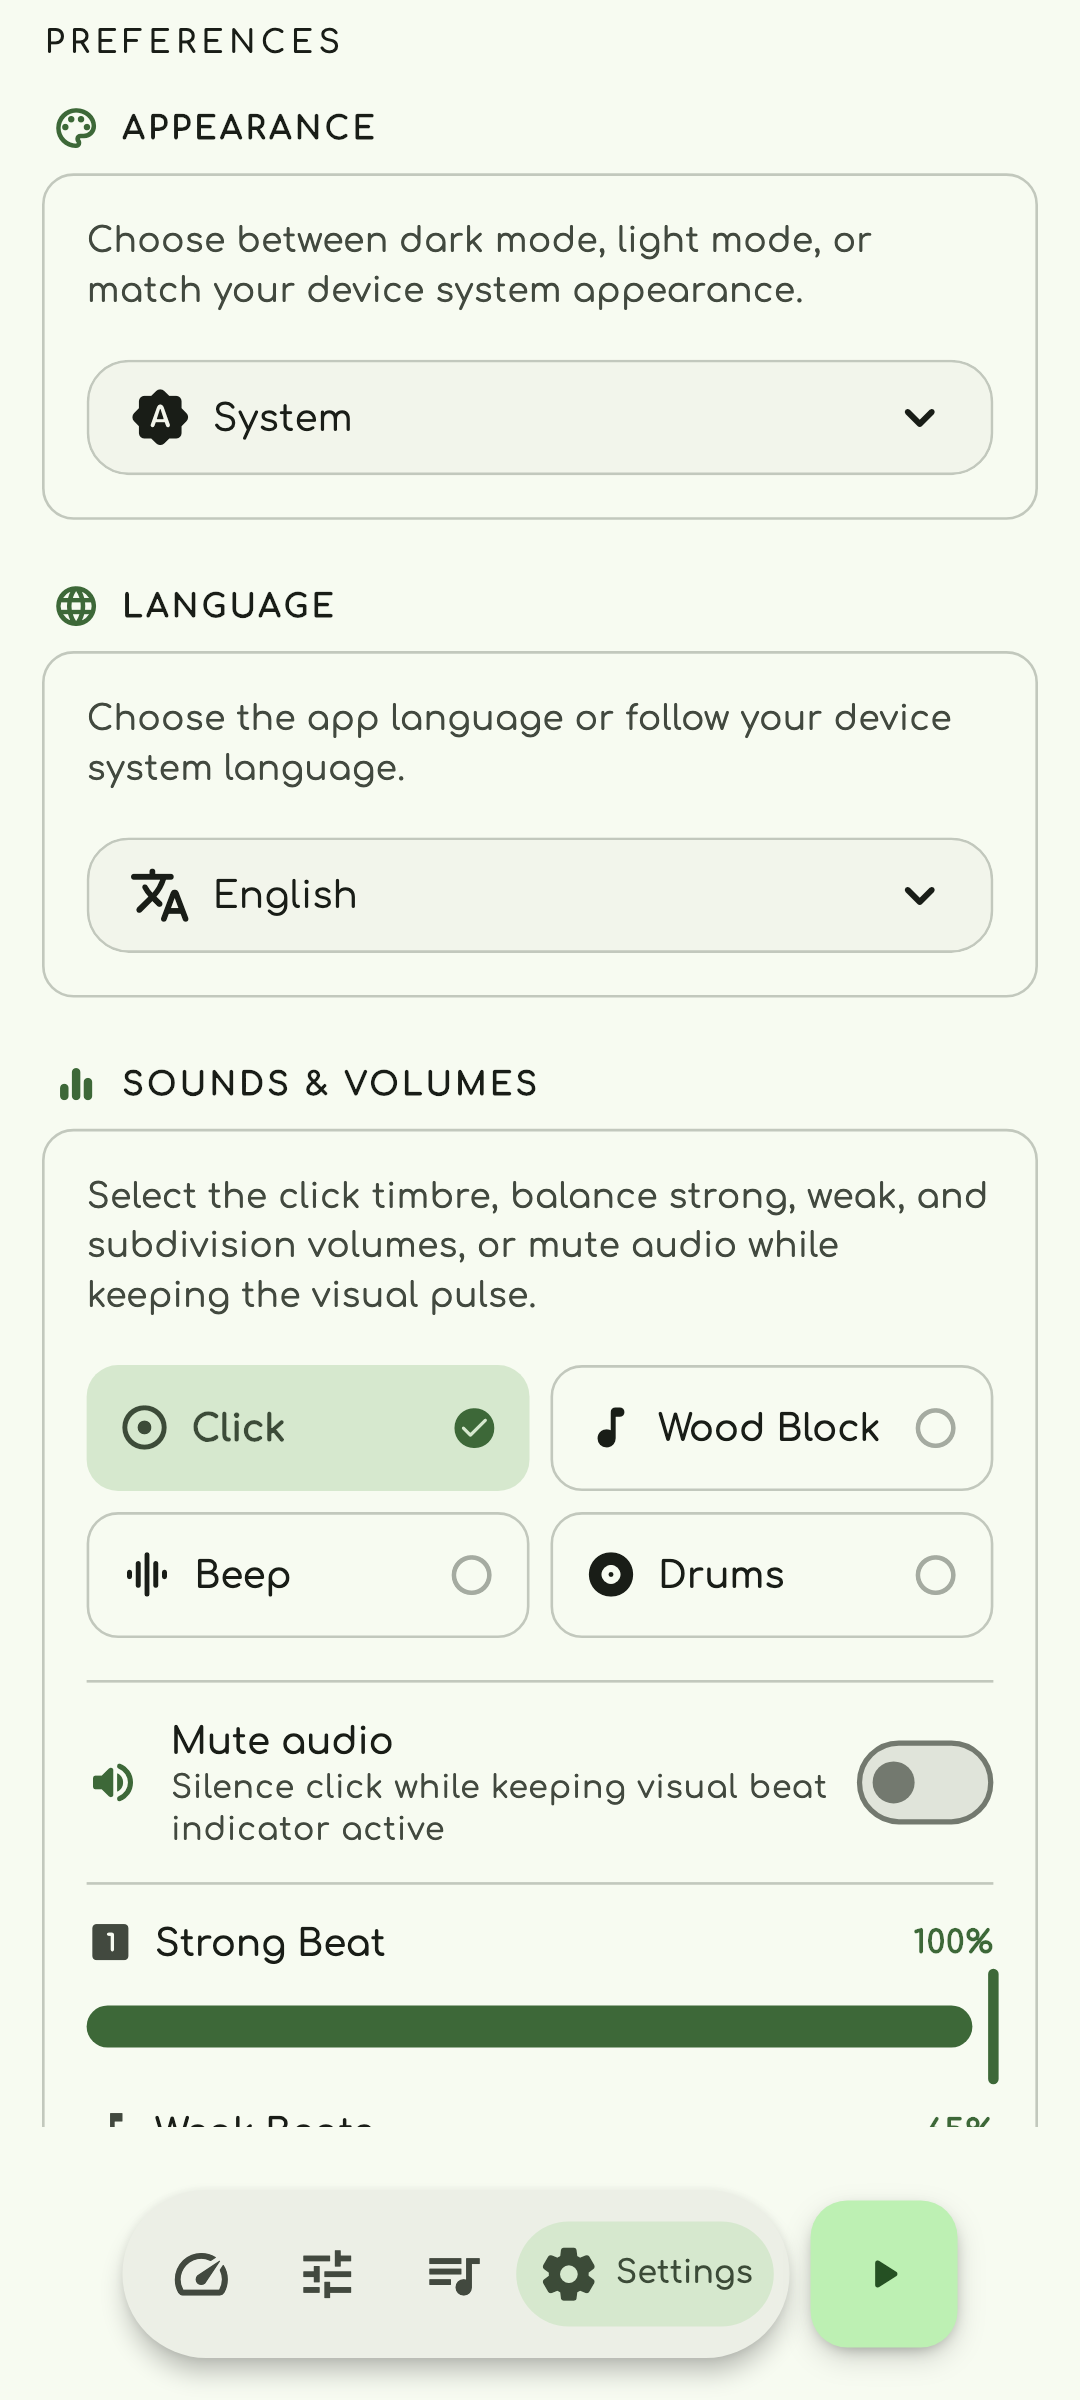 PREFERENCES
APPEARANCE
Choose between dark mode, light mode, or
match your device system appearance.
System
LANGUAGE
Choose the app language or follow your device
system language.
English
SOUNDS & VOLUMES
Select the click timbre, balance strong, weak, and
subdivision volumes, or mute audio while
keeping the visual pulse.
Click
Wood Block
Beep
Drums
Mute audio
Silence click while keeping visual beat
indicator active
Strong Beat
100%
Weak Beats
Settings